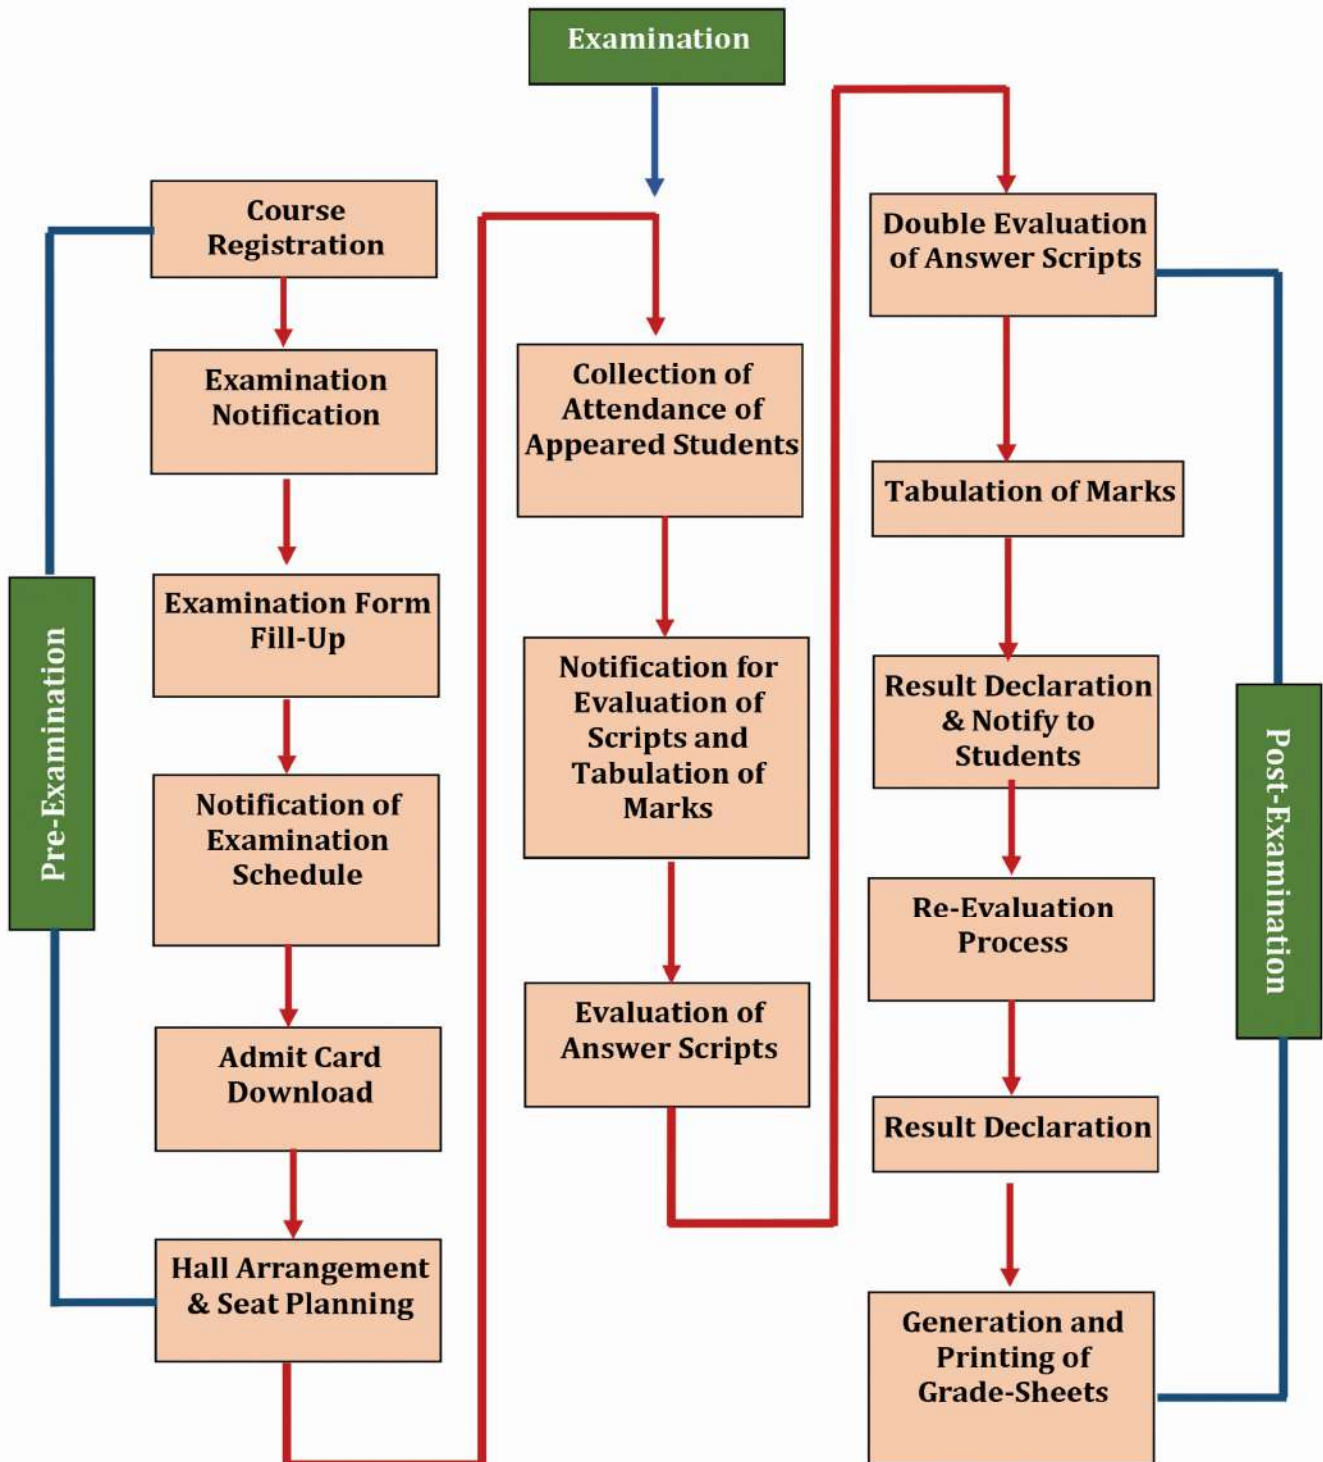 Examination
Pre-Examination
Course
Registration
Examination
Notification
Examination Form
Fill-Up
Notification of
Examination
Schedule
Admit Card
Download
Hall Arrangement
& Seat Planning
Collection of
Attendance of
Appeared Students
Notification for
Evaluation of
Scripts and
Tabulation of
Marks
Evaluation of
Answer Scripts
Double Evaluation
of Answer Scripts
Tabulation of Marks
Result Declaration
& Notify to
Students
Re-Evaluation
Process
Result Declaration
Generation and
Printing of
Grade-Sheets
Post-Examination